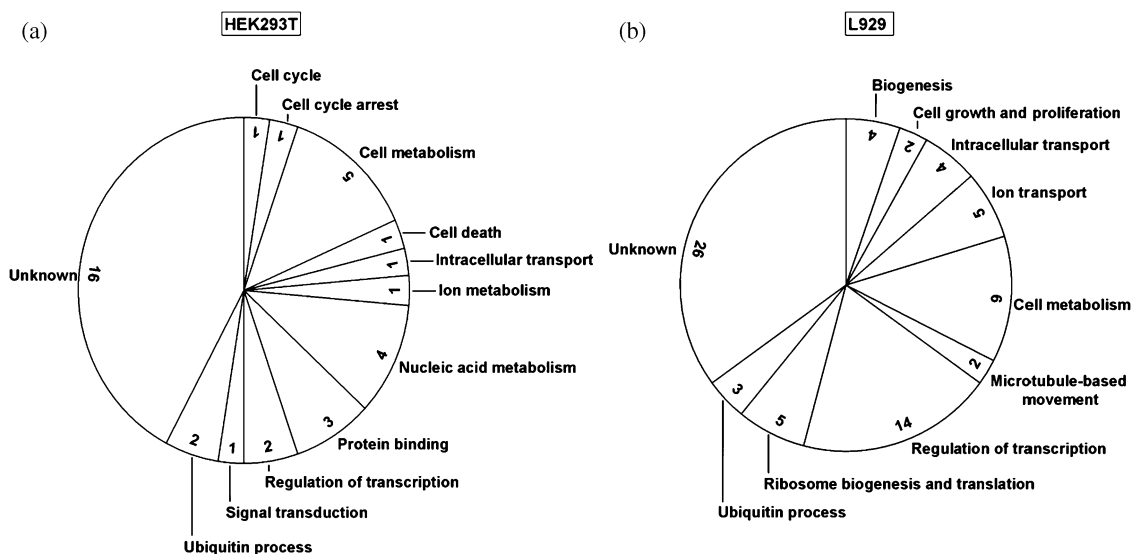 (a)
HEK293T
Cell cycle
1
Cell cycle arrest
1
Cell metabolism
5
Cell death
1
Intracellular transport
1
Ion metabolism
1
Nucleic acid metabolism
4
Protein binding
3
Regulation of transcription
2
Signal transduction
1
Ubiquitin process
2
Unknown
16
(b)
L929
Biogenesis
4
Cell growth and proliferation
2
Intracellular transport
4
Ion transport
5
Cell metabolism
9
Microtubule-based
movement
2
Regulation of transcription
14
Ribosome biogenesis and translation
5
Ubiquitin process
3
Unknown
26